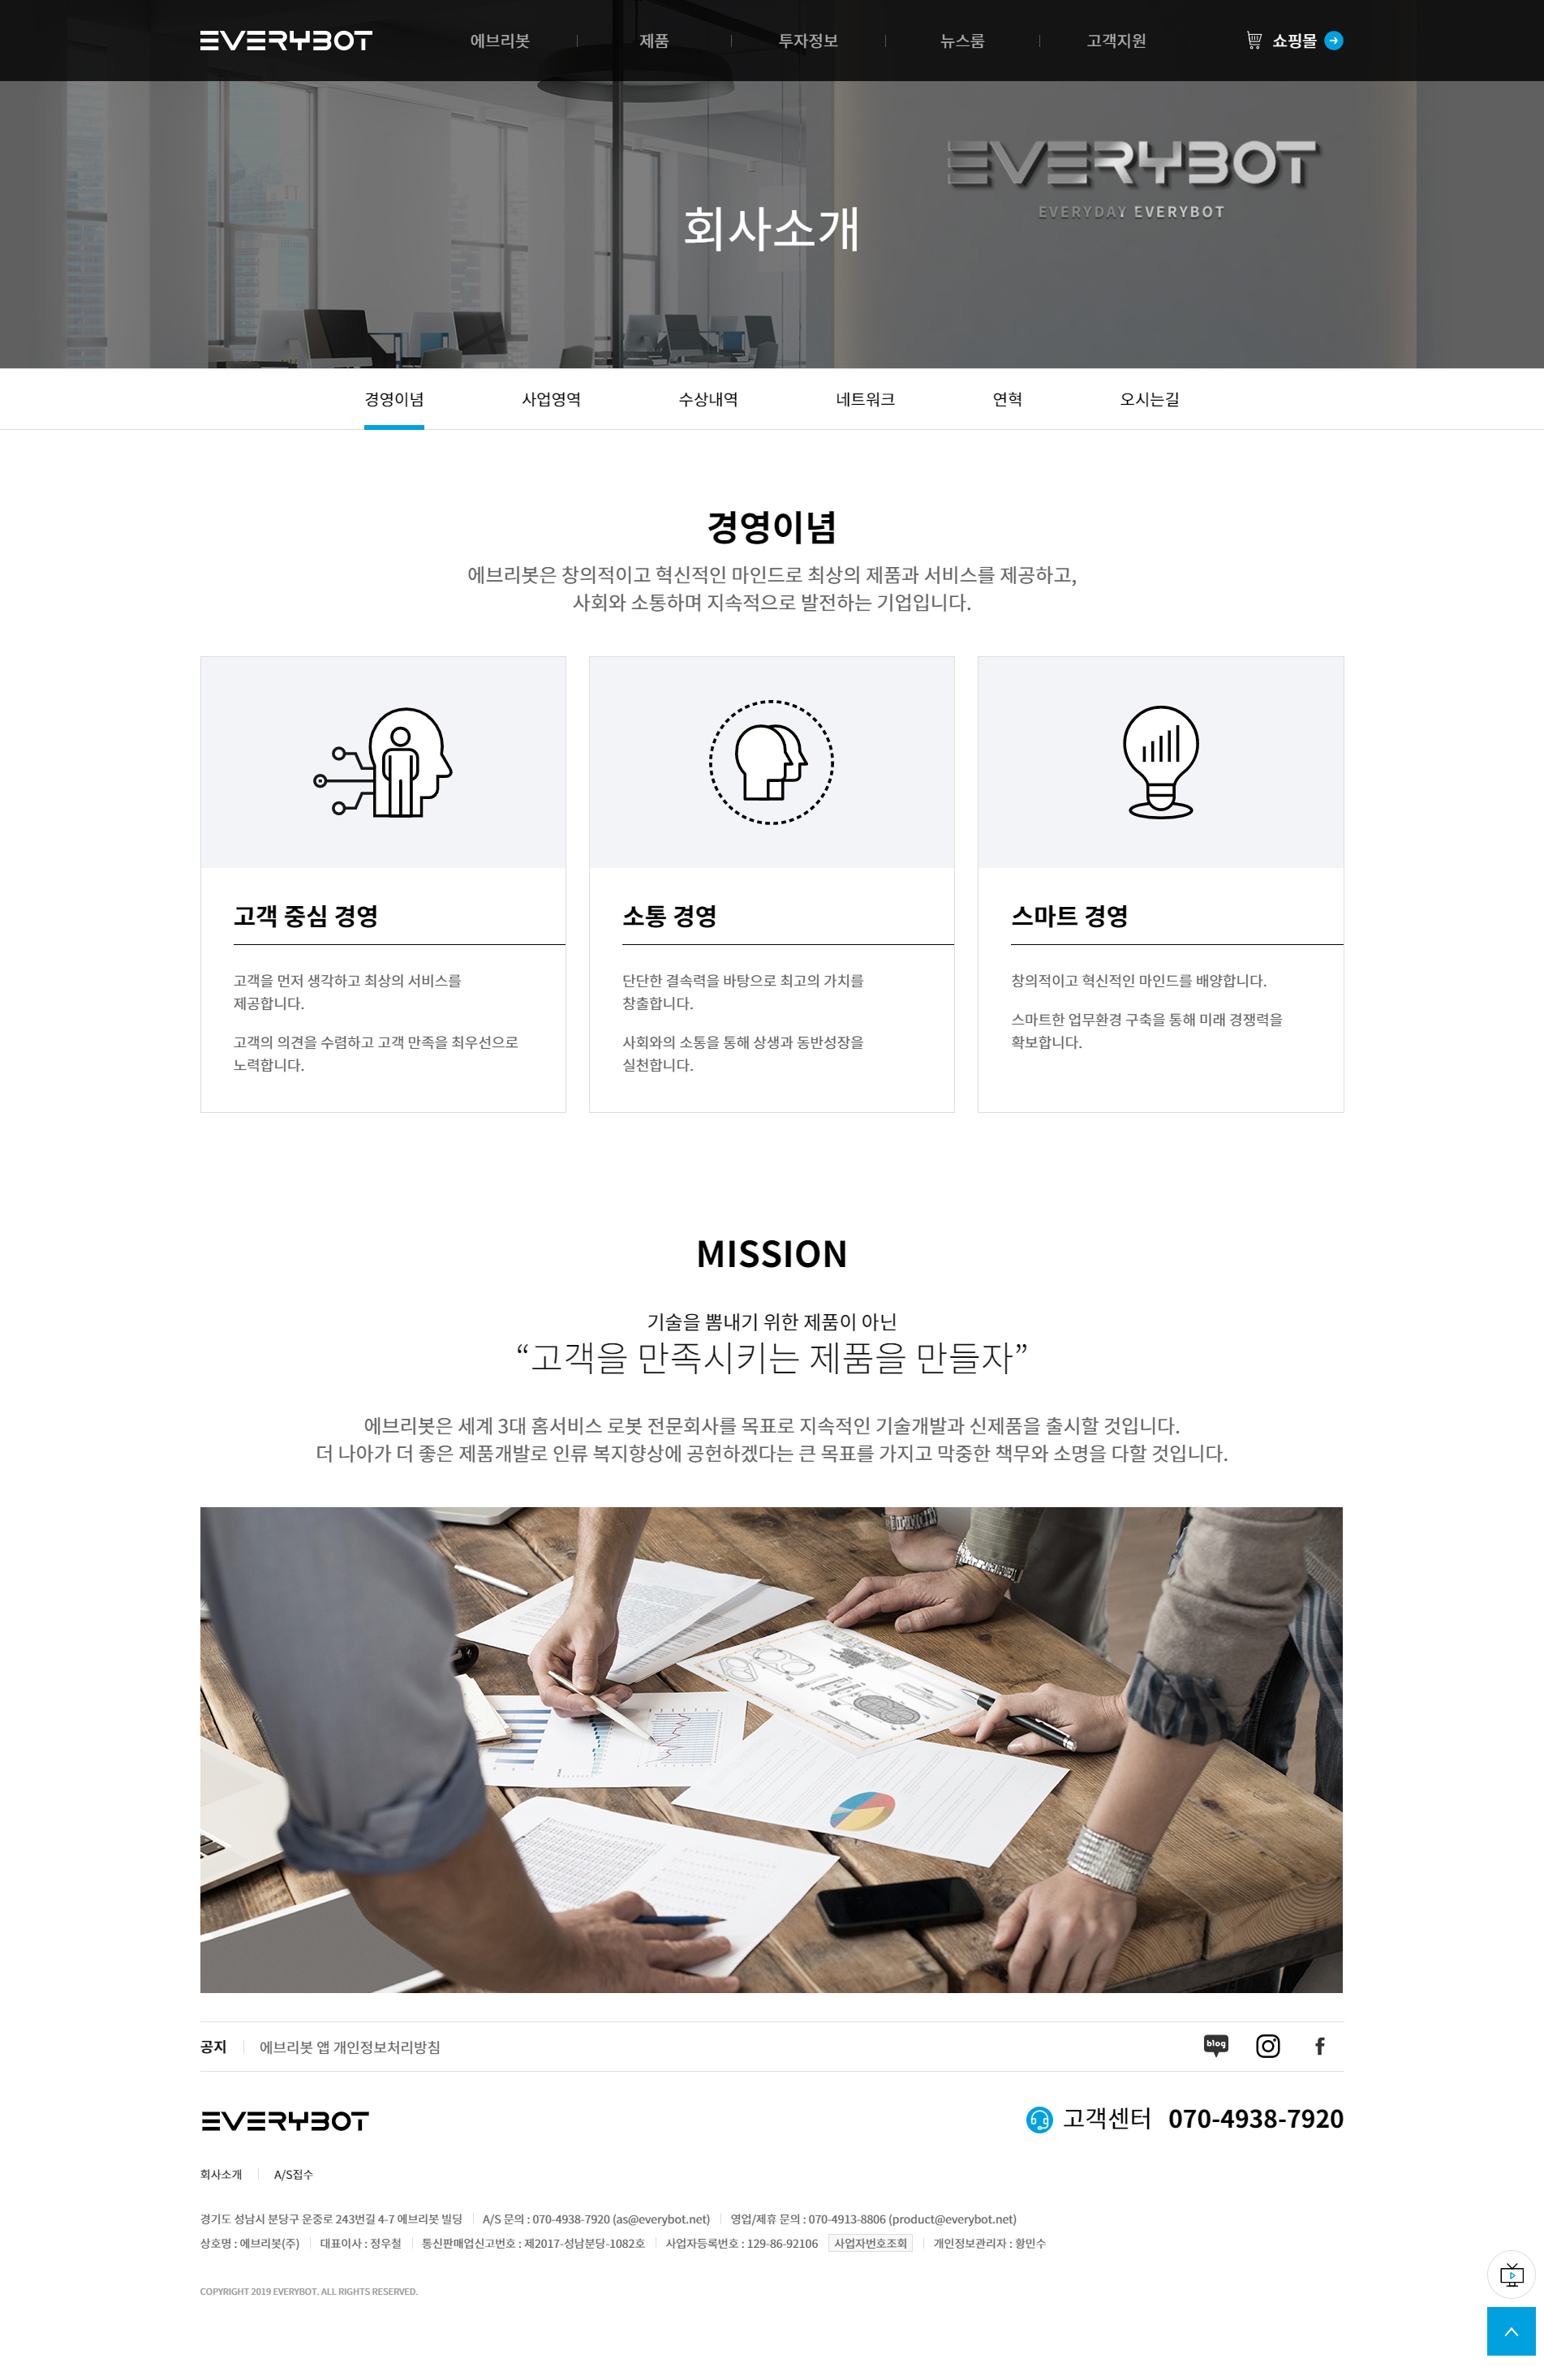 EVERYBOT
에브리봇
제품
투자정보
뉴스룸
고객지원
쇼핑몰
EVERYBOT
EVERYDAY EVERYBOT
회사소개
경영이념
사업영역
수상내역
네트워크
연혁
오시는길
경영이념
에브리봇은 창의적이고 혁신적인 마인드로 최상의 제품과 서비스를 제공하고,
사회와 소통하며 지속적으로 발전하는 기업입니다.
고객 중심 경영
고객을 먼저 생각하고 최상의 서비스를
제공합니다.
고객의 의견을 수렴하고 고객 만족을 최우선으로
노력합니다.
소통 경영
단단한 결속력을 바탕으로 최고의 가치를
창출합니다.
사회와의 소통을 통해 상생과 동반성장을
실천합니다.
스마트 경영
창의적이고 혁신적인 마인드를 배양합니다.
스마트한 업무환경 구축을 통해 미래 경쟁력을
확보합니다.
MISSION
기술을 뽐내기 위한 제품이 아닌
“고객을 만족시키는 제품을 만들자”
에브리봇은 세계 3대 홈서비스 로봇 전문회사를 목표로 지속적인 기술개발과 신제품을 출시할 것입니다.
더 나아가 더 좋은 제품개발로 인류 복지향상에 공헌하겠다는 큰 목표를 가지고 막중한 책무와 소명을 다할 것입니다.
공지
에브리봇 앱 개인정보처리방침
blog
EVERYBOT
고객센터 070-4938-7920
회사소개
A/S접수
경기도 성남시 분당구 운중로 243번길 4-7 에브리봇 빌딩
A/S 문의 : 070-4938-7920 (as@everybot.net)
영업/제휴 문의 : 070-4913-8806 (product@everybot.net)
상호명 : 에브리봇(주)
대표이사 : 정우철
통신판매업신고번호 : 제2017-성남분당-1082호
사업자등록번호 : 129-86-92106
사업자번호조회
개인정보관리자 : 황민수
COPYRIGHT 2019 EVERYBOT. ALL RIGHTS RESERVED.